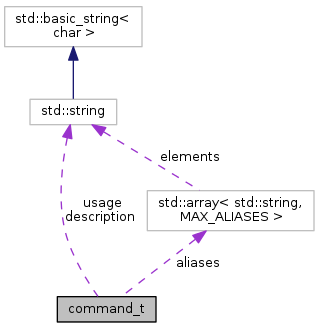 std::basic_string<
char >
std::string
elements
usage
description
std::array< std::string,
MAX_ALIASES >
aliases
command_t